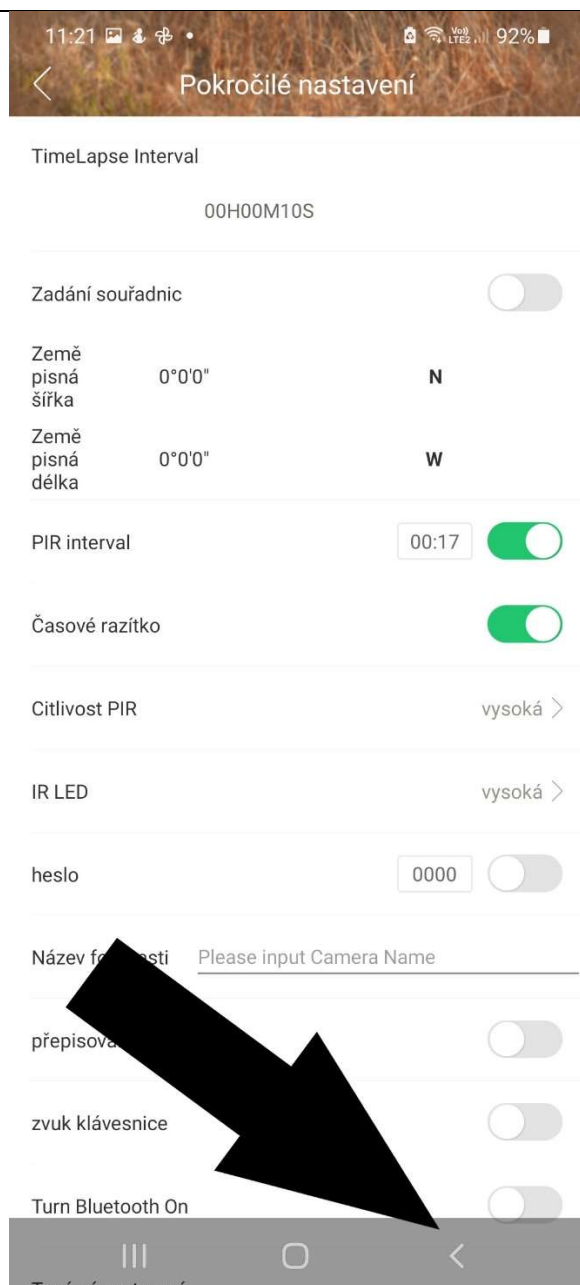 11:21 Vo)) LTE2 92%
Pokročilé nastavení
TimeLapse Interval
00H00M10S
Zadání souřadnic
Země
pisná
šířka
0°0'0" N
Země
pisná
délka
0°0'0" W
PIR interval 00:17
Časové razítko
Citlivost PIR vysoká
IR LED vysoká
heslo 0000
Název Please input Camera Name
zvuk klávesnice
Turn Bluetooth On